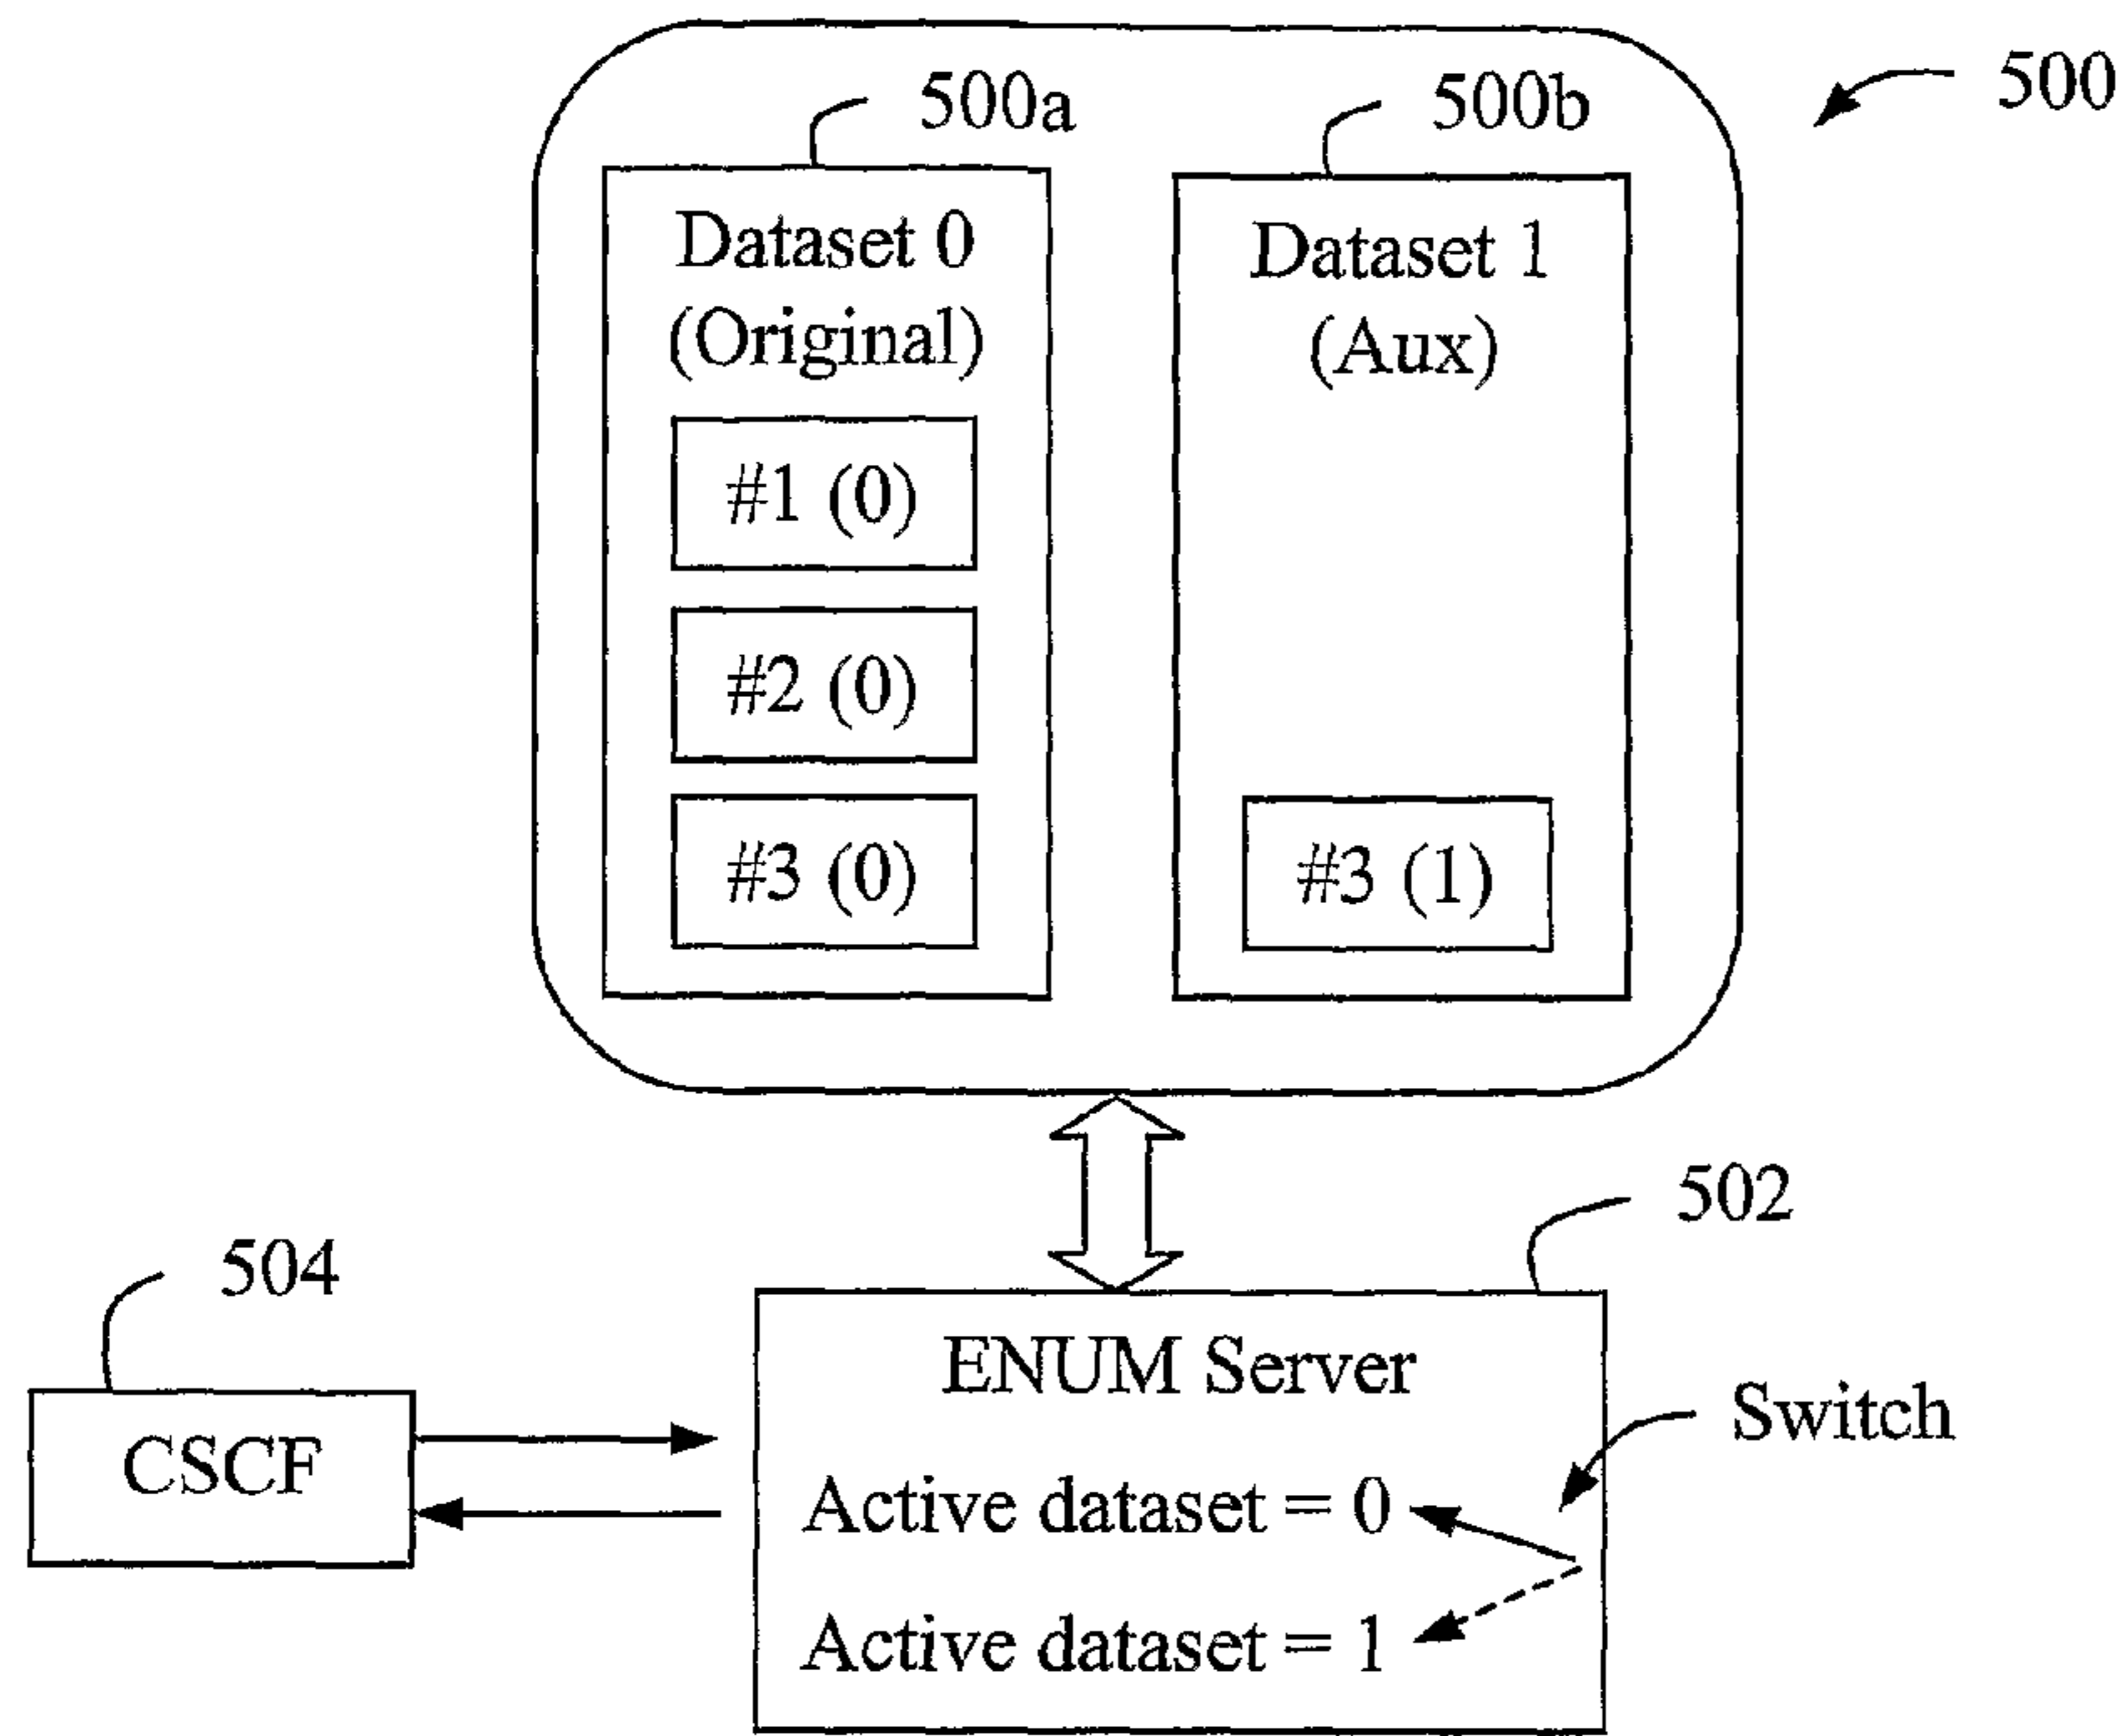 500
500a
500b
Dataset 0
(Original)
#1 (0)
#2 (0)
#3 (0)
Dataset 1
(Aux)
#3 (1)
502
504
ENUM Server
CSCF
Switch
Active dataset = 0
Active dataset = 1